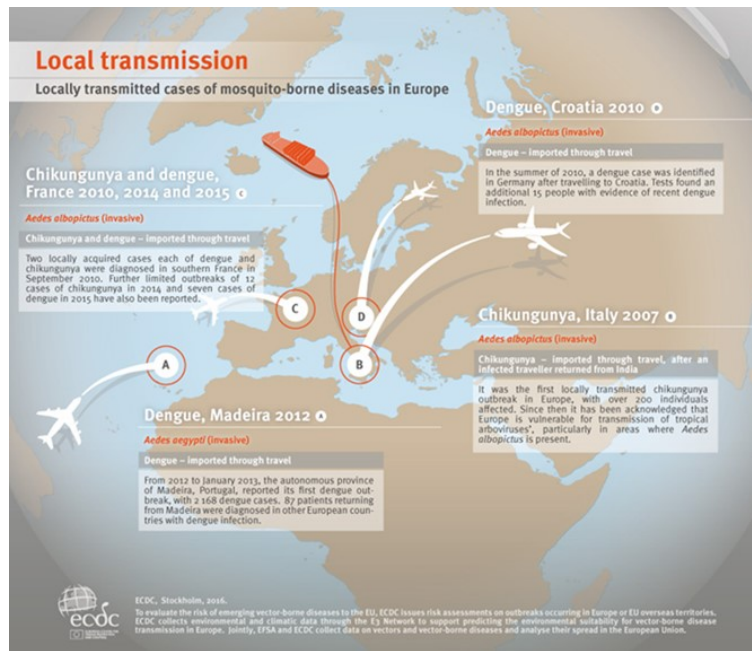 Local transmission
Locally transmitted cases of mosquito-borne diseases in Europe
Dengue, Croatia 2010 D
Aedes albopictus (invasive)
Dengue – imported through travel
In the summer of 2010, a dengue case was identified
in Germany after travelling to Croatia. Tests found an
additional 15 people with evidence of recent dengue
infection.
Chikungunya and dengue,
France 2010, 2014 and 2015 C
Aedes albopictus (invasive)
Chikungunya and dengue – imported through travel
Two locally acquired cases each of dengue and
chikungunya were diagnosed in southern France in
September 2010. Further limited outbreaks of 12
cases of chikungunya in 2014 and seven cases of
dengue in 2015 have also been reported.
C
D
A
B
Chikungunya, Italy 2007 B
Aedes albopictus (invasive)
Chikungunya – imported through travel, after an
infected traveller returned from India
It was the first locally transmitted chikungunya
outbreak in Europe, with over 200 individuals
affected. Since then it has been acknowledged that
Europe is vulnerable for transmission of tropical
arboviruses', particularly in areas where Aedes
albopictus is present.
Dengue, Madeira 2012 A
Aedes aegypti (invasive)
Dengue – imported through travel
From 2012 to January 2013, the autonomous province
of Madeira, Portugal, reported its first dengue out-
break, with 2 168 dengue cases. 87 patients returning
from Madeira were diagnosed in other European coun-
tries with dengue infection.
ecdc
ECDC, Stockholm, 2016.
To evaluate the risk of emerging vector-borne diseases to the EU, ECDC issues risk assessments on outbreaks occurring in Europe or EU overseas territories.
ECDC collects environmental and climatic data through the E3 Network to support predicting the environmental suitability for vector-borne disease
transmission in Europe. Jointly, EFSA and ECDC collect data on vectors and vector-borne diseases and analyse their spread in the European Union.